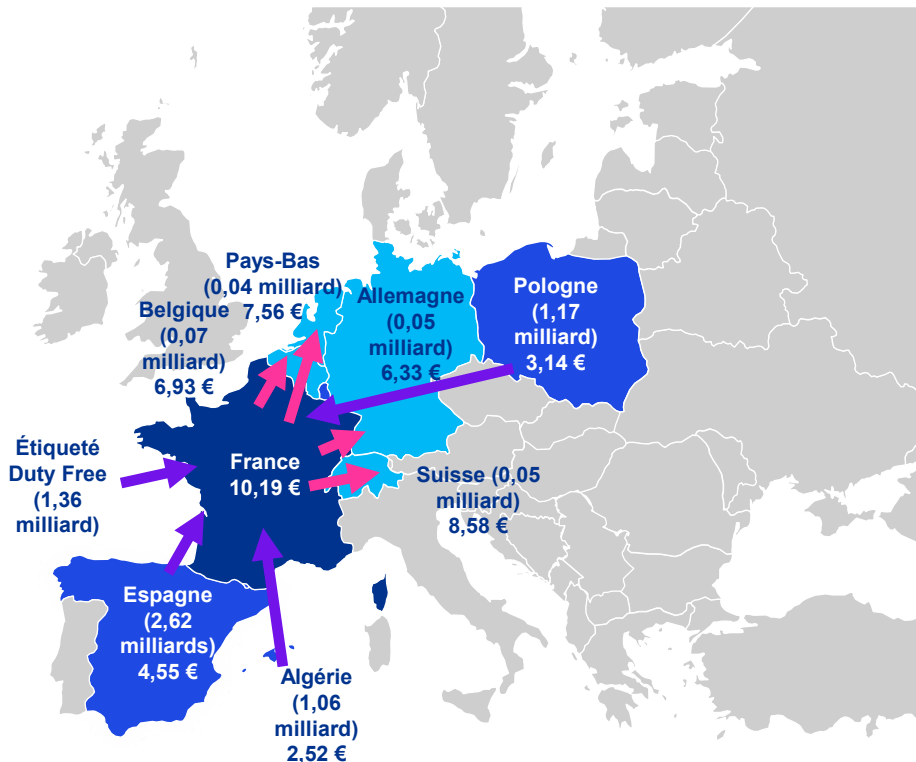 Pays-Bas
(0,04 milliard)
7,56 €
Belgique
(0,07
milliard)
6,93 €
Allemagne
(0,05
milliard)
6,33 €
Pologne
(1,17
milliard)
3,14 €
Étiqueté
Duty Free
(1,36
milliard)
France
10,19 €
Suisse (0,05
milliard)
8,58 €
Espagne
(2,62
milliards)
4,55 €
Algérie
(1,06
milliard)
2,52 €